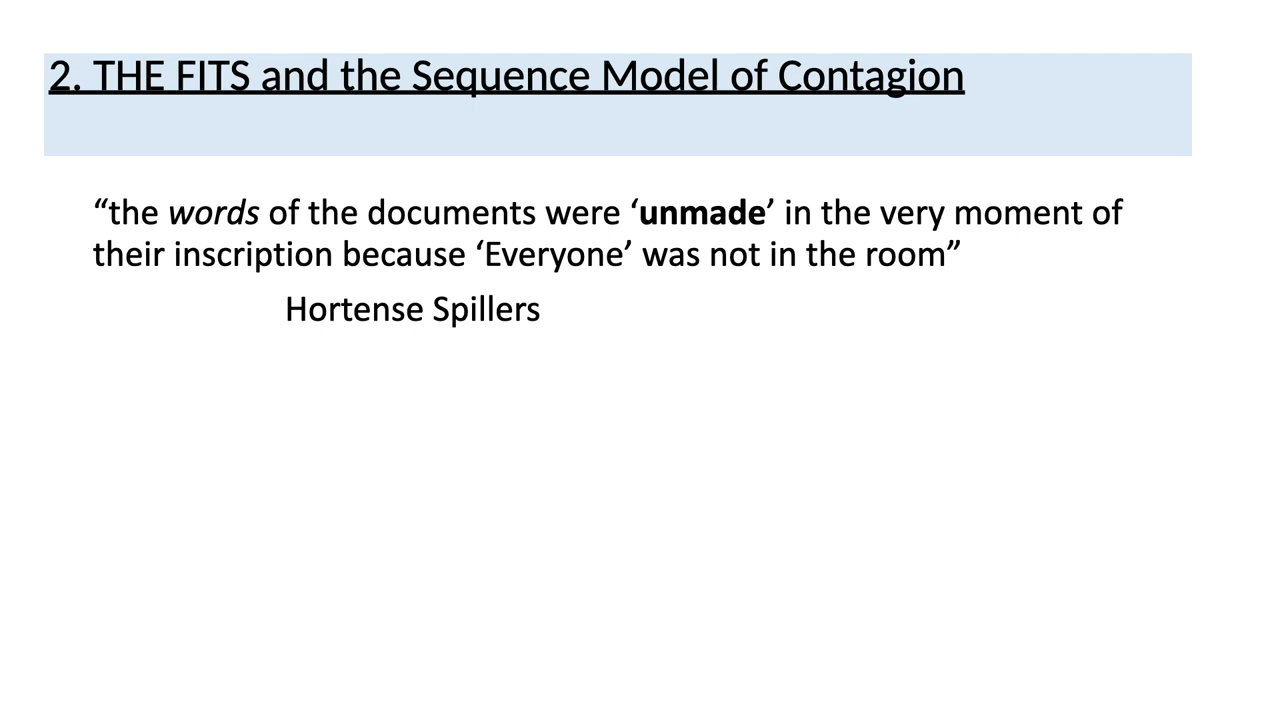 2. THE FITS and the Sequence Model of Contagion
“the words of the documents were ‘unmade’ in the very moment of
their inscription because ‘Everyone’ was not in the room”
Hortense Spillers